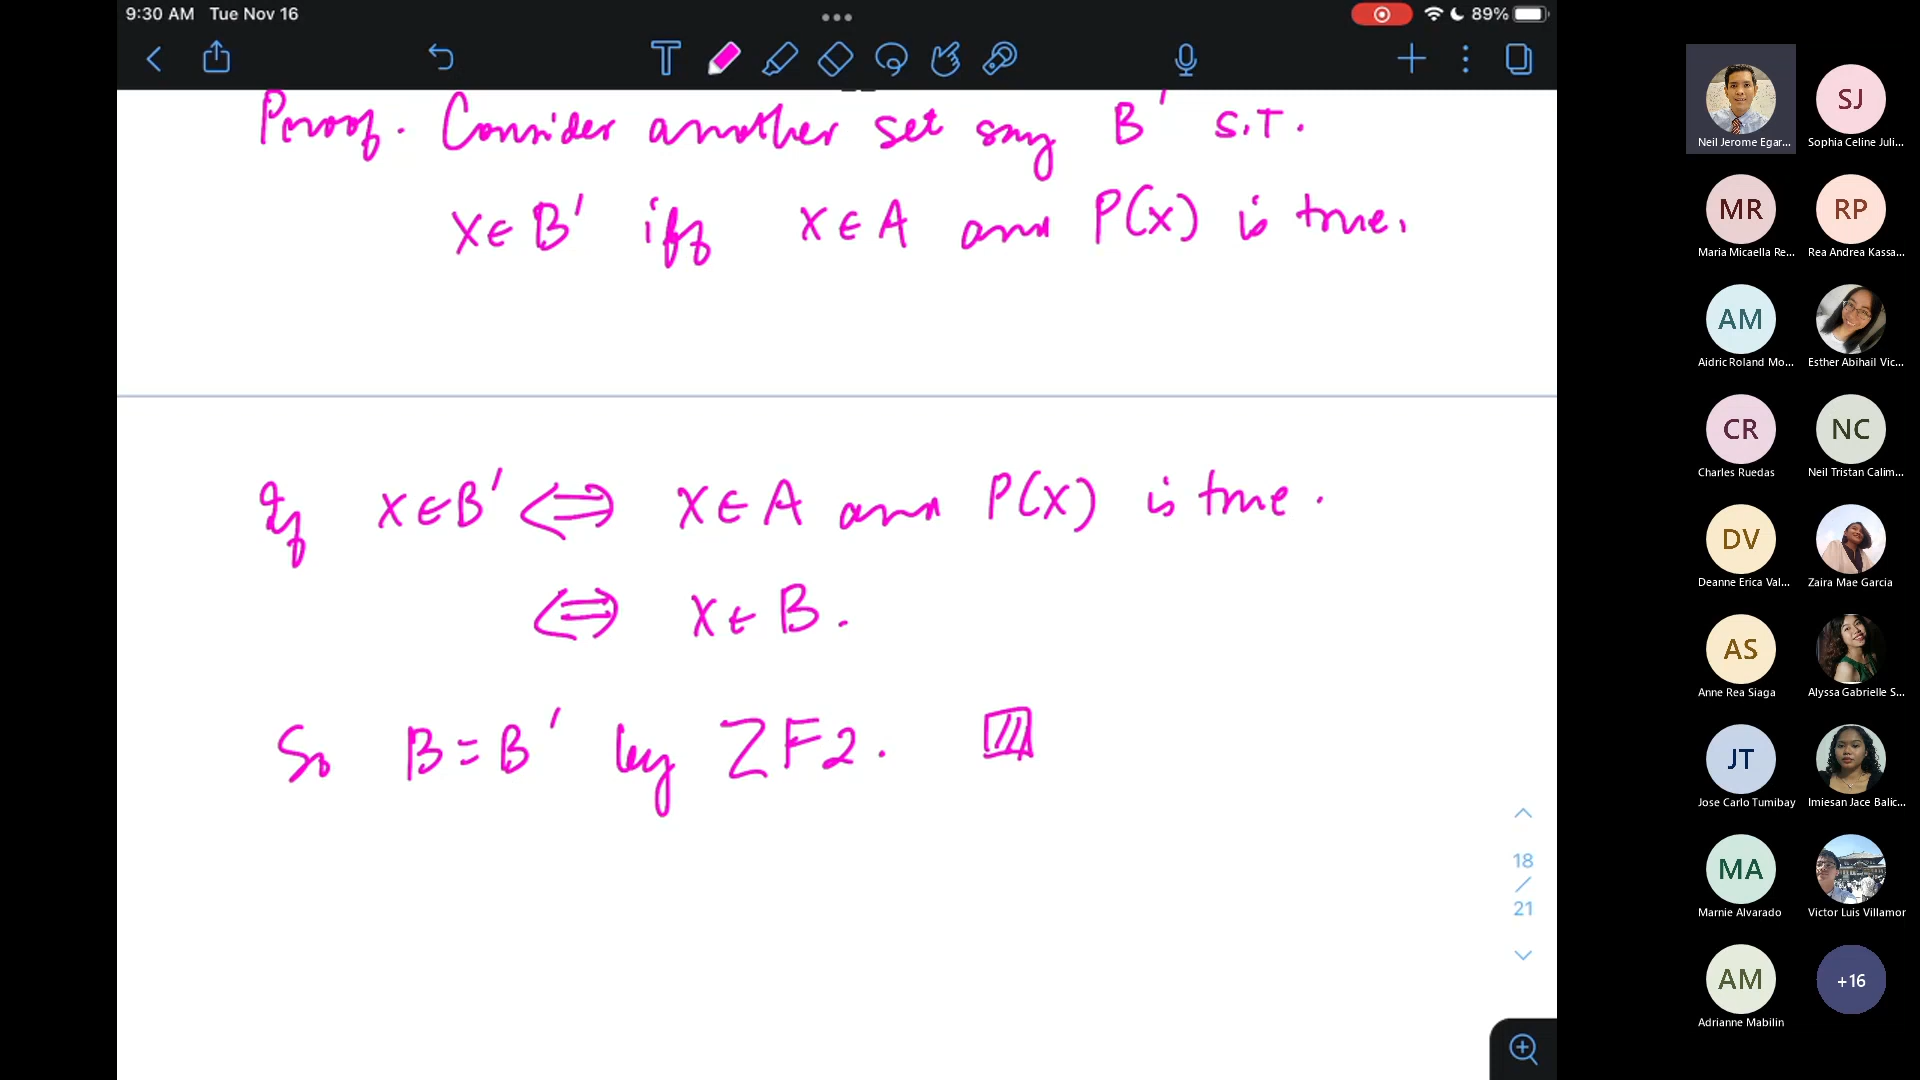 9:30 AM Tue Nov 16
89%
Proof. Consider another set say B' s.t.
x∈B' iff x∈A and P(x) is true.
If x∈B' ⟺ x∈A and P(x) is true.
⟺ x∈B.
So B=B' by ZF2.
18
/
21
Neil Jerome Egar...
SJ
Sophia Celine Juli...
MR
Maria Micaella Re...
RP
Rea Andrea Kassa...
AM
Aidric Roland Mo...
Esther Abihail Vic...
CR
Charles Ruedas
NC
Neil Tristan Calim...
DV
Deanne Erica Val...
Zaira Mae Garcia
AS
Anne Rea Siaga
Alyssa Gabrielle S...
JT
Jose Carlo Tumibay
Imiesan Jace Balic...
MA
Marnie Alvarado
Victor Luis Villamor
AM
Adrianne Mabilin
+16